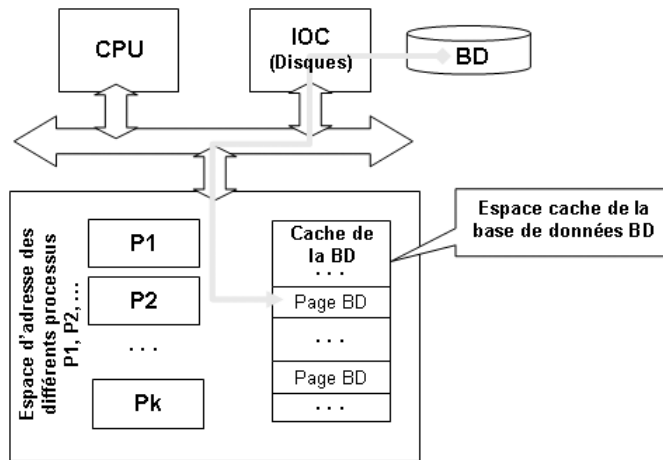 CPU
IOC
(Disques)
BD
Espace cache de la
base de données BD
Espace d'adresse des
différents processus
P1, P2, ...
P1
P2
...
Pk
Cache de
la BD
...
Page BD
...
Page BD
...